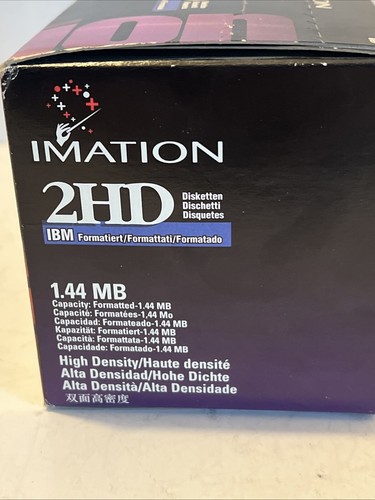 IMATION
2HD
Disketten
Dischetti
Disquetes
IBM Formatiert/Formattati/Formatado
1.44 MB
Capacity: Formatted-1.44 MB
Capacité: Formatées-1,44 Mo
Capacidad: Formateado-1.44 MB
Kapazität: Formatiert-1.44 MB
Capacità: Formattata-1.44 MB
Capacidade: Formatado-1.44 MB
High Density/Haute densité
Alta Densidad/Hohe Dichte
Alta Densità/Alta Densidade
双面高密度